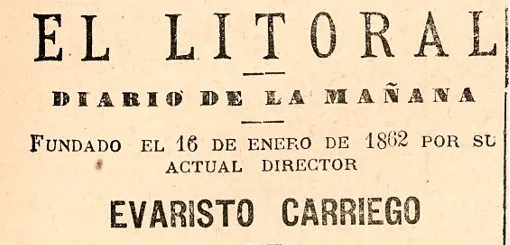 EL LITORAL
DIARIO DE LA MAÑANA
FUNDADO EL 16 DE ENERO DE 1862 POR SU
ACTUAL DIRECTOR
EVARISTO CARRIEGO